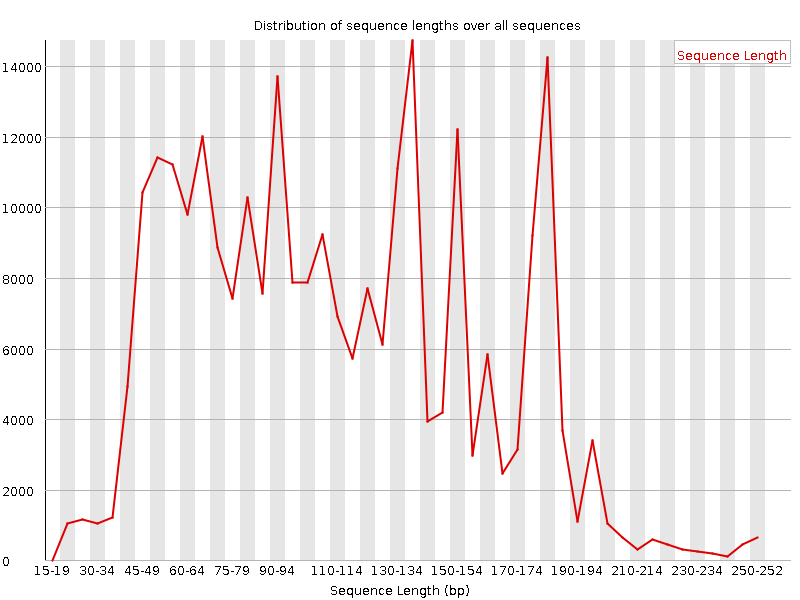 Distribution of sequence lengths over all sequences
Sequence Length
14000
12000
10000
8000
6000
4000
2000
0
15-19 30-34 45-49 60-64 75-79 90-94 110-114 130-134 150-154 170-174 190-194 210-214 230-234 250-252
Sequence Length (bp)